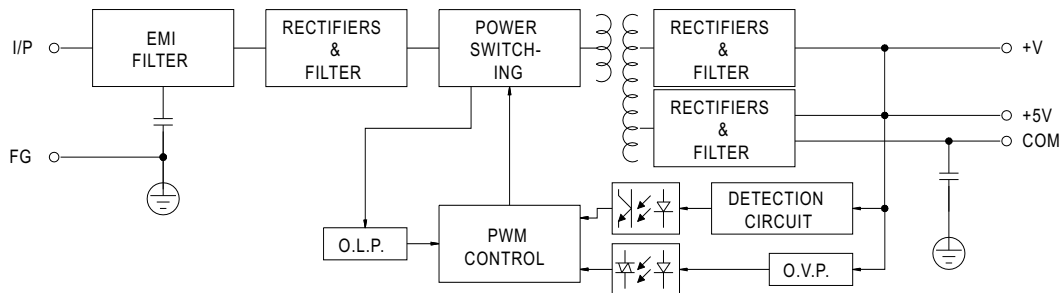 I/P
EMI
FILTER
RECTIFIERS
&
FILTER
POWER
SWITCH-
ING
RECTIFIERS
&
FILTER
+V
RECTIFIERS
&
FILTER
+5V
COM
FG
DETECTION
CIRCUIT
O.L.P.
PWM
CONTROL
O.V.P.